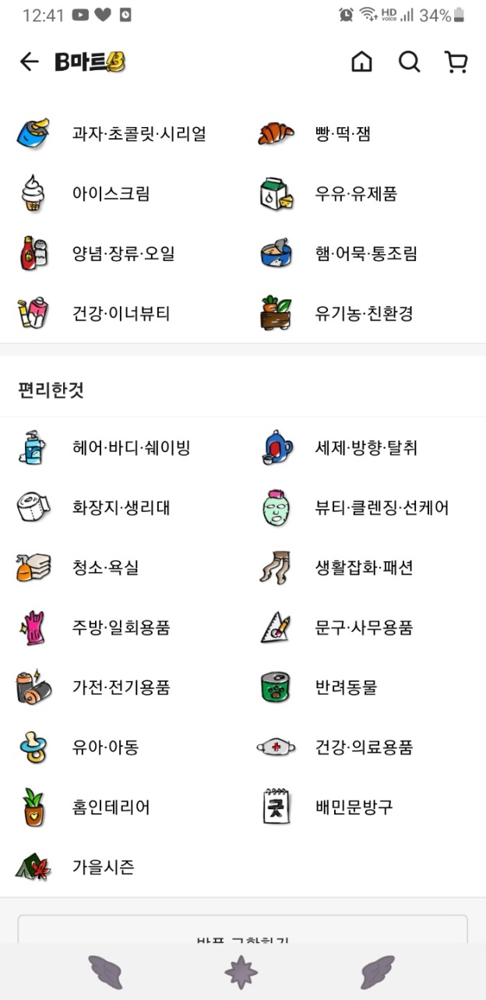 12:41 HD voice 34%
B마트 B
과자·초콜릿·시리얼
빵·떡·잼
아이스크림
우유·유제품
양념·장류·오일
햄·어묵·통조림
건강·이너뷰티
유기농·친환경
편리한것
헤어·바디·쉐이빙
세제·방향·탈취
화장지·생리대
뷰티·클렌징·선케어
청소·욕실
생활잡화·패션
주방·일회용품
문구·사무용품
가전·전기용품
반려동물
유아·아동
건강·의료용품
홈인테리어
굿
배민문방구
가을시즌